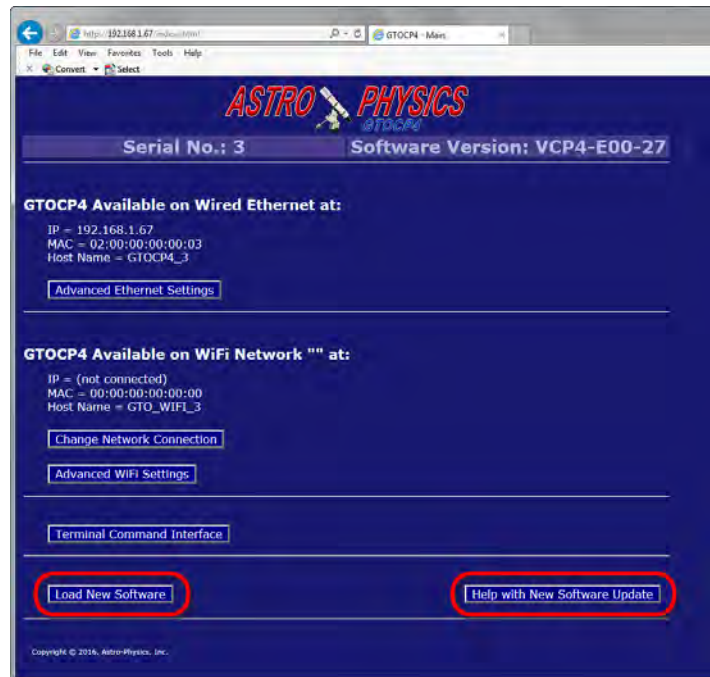 http://192.168.1.67/index.html
GTOCP4 - Main
File Edit View Favorites Tools Help
Convert Select
ASTRO PHYSICS
GTOCP4
Serial No.: 3 Software Version: VCP4-E00-27
GTOCP4 Available on Wired Ethernet at:
IP = 192.168.1.67
MAC = 02:00:00:00:00:03
Host Name = GTOCP4_3
Advanced Ethernet Settings
GTOCP4 Available on WiFi Network "" at:
IP = (not connected)
MAC = 00:00:00:00:00:00
Host Name = GTO_WIFI_3
Change Network Connection
Advanced WiFi Settings
Terminal Command Interface
Load New Software Help with New Software Update
Copyright © 2016, Astro-Physics, Inc.